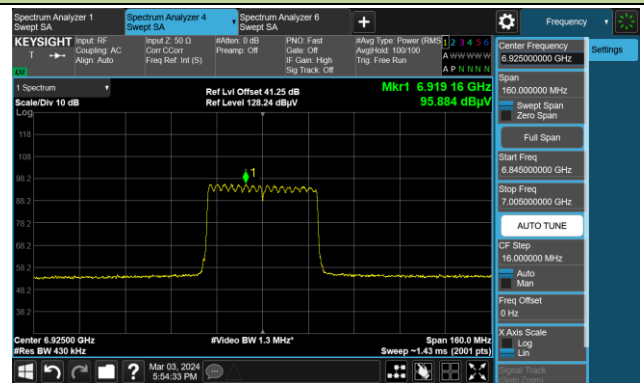 Spectrum Analyzer 1
Swept SA
Spectrum Analyzer 4
Swept SA
Spectrum Analyzer 6
Swept SA
+
Frequency
KEYSIGHT
T
LXI
Input: RF
Coupling: AC
Align: Auto
Input Z: 50 Ω
Corr CCorr
Freq Ref: Int (S)
#Atten: 0 dB
Preamp: Off
PNO: Fast
Gate: Off
IF Gain: High
Sig Track: Off
#Avg Type: Power (RMS
Avg|Hold: 100/100
Trig: Free Run
1 2 3 4 5 6
A W W W W W
A P N N N N
Center Frequency
6.925000000 GHz
Settings
Span
160.000000 MHz
Swept Span
Zero Span
Full Span
Start Freq
6.845000000 GHz
Stop Freq
7.005000000 GHz
AUTO TUNE
CF Step
16.000000 MHz
Auto
Man
Freq Offset
0 Hz
X Axis Scale
Log
Lin
Signal Track
(Span Zoom)
1 Spectrum
Scale/Div 10 dB
Log
Ref Lvl Offset 41.25 dB
Ref Level 128.24 dBµV
Mkr1 6.919 16 GHz
95.884 dBµV
118
108
98.2
88.2
78.2
68.2
58.2
48.2
38.2
1
Center 6.92500 GHz
#Res BW 430 kHz
#Video BW 1.3 MHz*
Span 160.0 MHz
Sweep ~1.43 ms (2001 pts)
?
Mar 03, 2024
5:54:33 PM